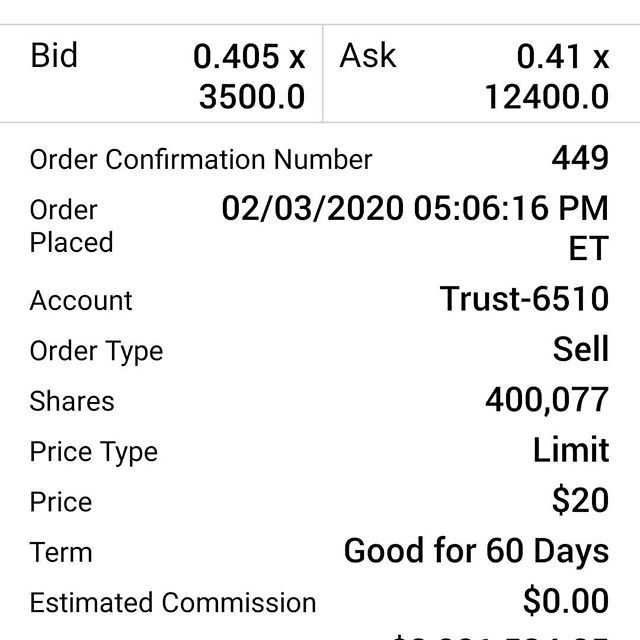 Bid 0.405 x Ask 0.41 x
3500.0 12400.0
Order Confirmation Number 449
Order 02/03/2020 05:06:16 PM
Placed ET
Account Trust-6510
Order Type Sell
Shares 400,077
Price Type Limit
Price $20
Term Good for 60 Days
Estimated Commission $0.00